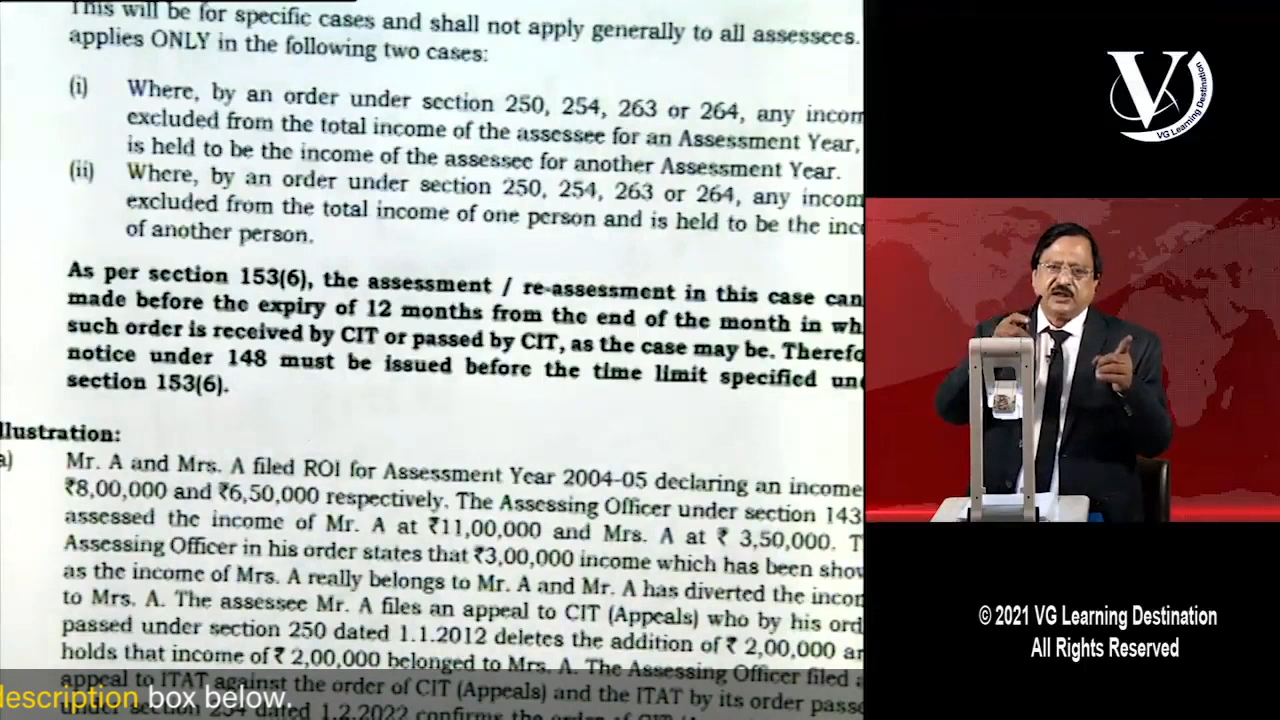 This will be for specific cases and shall not apply generally to all assessees.
applies ONLY in the following two cases:
(i) Where, by an order under section 250, 254, 263 or 264, any incom
excluded from the total income of the assessee for an Assessment Year,
is held to be the income of the assessee for another Assessment Year.
(ii) Where, by an order under section 250, 254, 263 or 264, any incom
excluded from the total income of one person and is held to be the inc
of another person.
As per section 153(6), the assessment / re-assessment in this case can
made before the expiry of 12 months from the end of the month in wh
such order is received by CIT or passed by CIT, as the case may be. Therefo
notice under 148 must be issued before the time limit specified un
section 153(6).
llustration:
a) Mr. A and Mrs. A filed ROI for Assessment Year 2004-05 declaring an income
₹8,00,000 and ₹6,50,000 respectively. The Assessing Officer under section 143
assessed the income of Mr. A at ₹11,00,000 and Mrs. A at ₹ 3,50,000. T
Assessing Officer in his order states that ₹3,00,000 income which has been show
as the income of Mrs. A really belongs to Mr. A and Mr. A has diverted the incom
to Mrs. A. The assessee Mr. A files an appeal to CIT (Appeals) who by his ord
passed under section 250 dated 1.1.2012 deletes the addition of ₹ 2,00,000 an
holds that income of ₹ 2,00,000 belonged to Mrs. A. The Assessing Officer filed a
appeal to ITAT against the order of CIT (Appeals) and the ITAT by its order passe
under section 254 dated 1.2.2022 confirms the order of CIT
description box below.
V
VG Learning Destination
© 2021 VG Learning Destination
All Rights Reserved